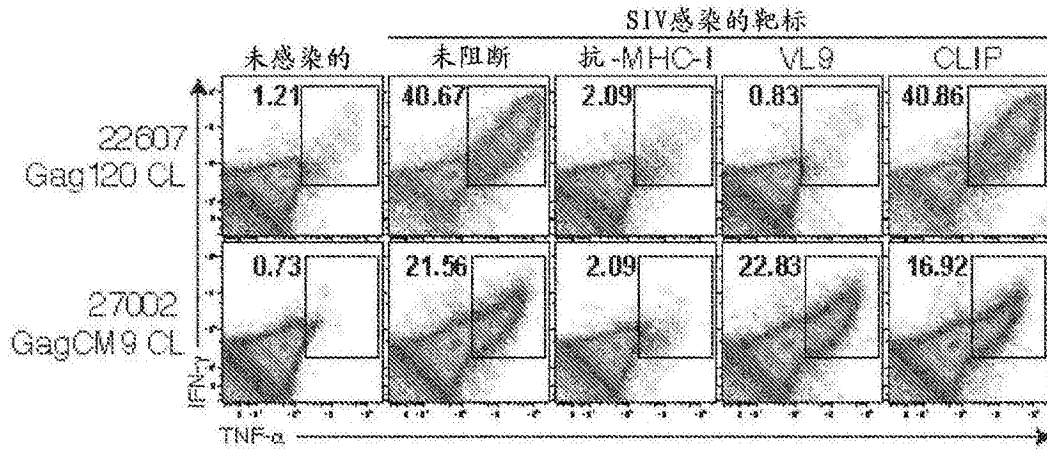 SIV感染的靶标
未感染的 未阻断 抗-MHC-I VL9 CLIP
22607
Gag120 CL
1.21 40.67 2.09 0.83 40.86
27002
GagCM9 CL
0.73 21.56 2.09 22.83 16.92
IFN-γ
TNF-α